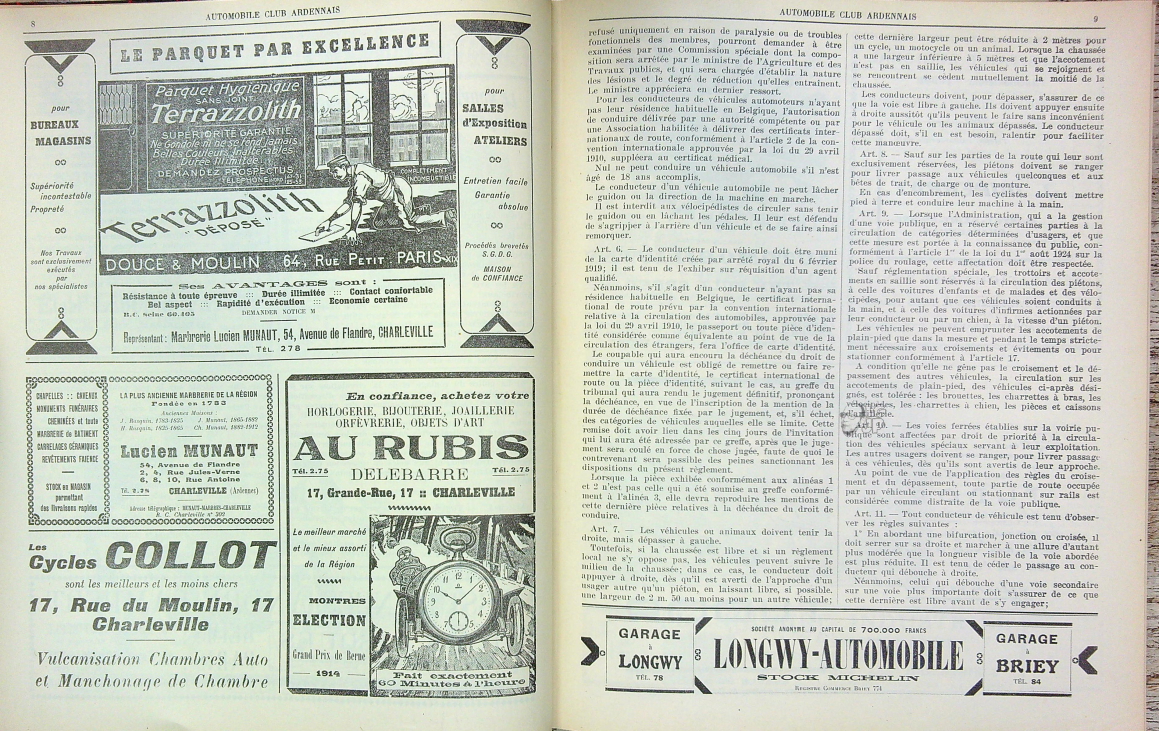 8
AUTOMOBILE CLUB ARDENNAIS
LE PARQUET PAR EXCELLENCE
pour
BUREAUX
MAGASINS
Supériorité
incontestable
Propreté
Nos Travaux
sont exclusivement
exécutés
par
nos spécialistes
Parquet Hygiénique
SANS JOINT
Terrazzolith
SUPERIORITÉ GARANTIE
Ne Gondole ni ne se fend jamais
Belles Couleurs Inaltérables
Durée Illimitée
DEMANDEZ PROSPECTUS
COMPLÈTEMENT
INCOMBUSTIBLE
Terrazzolith
"DÉPOSÉ"
DOUCE & MOULIN 64, RUE PETIT PARIS-XIX
pour
SALLES
d'Exposition
ATELIERS
Entretien facile
Garantie
absolue
Procédés brevetés
S. G. D. G.
MAISON
de CONFIANCE
Ses AVANTAGES sont :
Résistance à toute épreuve ::: Durée illimitée ::: Contact confortable
Bel aspect ::: Rapidité d'exécution ::: Economie certaine
R.C. Seine 60.105 DEMANDER NOTICE M
Représentant : Marbrerie Lucien MUNAUT, 54, Avenue de Flandre, CHARLEVILLE
TÉL. 278
CHAPELLES :: CAVEAUX
MONUMENTS FUNÉRAIRES
CHEMINÉES et toute
MARBRERIE du BATIMENT
CARRELAGES CÉRAMIQUES
REVÊTEMENTS FAIENCE
STOCK en MAGASIN
permettant
des livraisons rapides
LA PLUS ANCIENNE MARBRERIE DE LA RÉGION
Fondée en 1783
Anciennes Maisons
Lucien MUNAUT
54, Avenue de Flandre
2, 4, Rue Jules-Verne
6, 8, 10, Rue Antoine
Tél. 2.78 CHARLEVILLE (Ardennes)
Adresse télégraphique : MUNAUT-MARBRES-CHARLEVILLE
R. C. Charleville n° 309
Les
Cycles COLLOT
sont les meilleurs et les moins chers
17, Rue du Moulin, 17
Charleville
Vulcanisation Chambres Auto
et Manchonage de Chambre
En confiance, achetez votre
HORLOGERIE, BIJOUTERIE, JOAILLERIE
ORFÈVRERIE, OBJETS D'ART
AU RUBIS
Tél. 2.75 DELEBARRE Tél. 2.75
17, Grande-Rue, 17 :: CHARLEVILLE
Le meilleur marché
et le mieux assorti
de la Région
MONTRES
ELECTION
Grand Prix de Berne
1914
Fait exactement
60 Minutes à l'heure
AUTOMOBILE CLUB ARDENNAIS
9
refusé uniquement en raison de paralysie ou de troubles
fonctionnels des membres, pourront demander à être
examinées par une Commission spéciale dont la compo-
sition sera arrêtée par le ministre de l'Agriculture et des
Travaux publics, et qui sera chargée d'établir la nature
des lésions et le degré de réduction qu'elles entraînent.
Le ministre appréciera en dernier ressort.
Pour les conducteurs de véhicules automoteurs n'ayant
pas leur résidence habituelle en Belgique, l'autorisation
de conduire délivrée par une autorité compétente ou par
une Association habilitée à délivrer des certificats inter-
nationaux de route, conformément à l'article 2 de la con-
vention internationale approuvée par la loi du 29 avril
1910, suppléera au certificat médical.
Nul ne peut conduire un véhicule automobile s'il n'est
âgé de 18 ans accomplis.
Le conducteur d'un véhicule automobile ne peut lâcher
le guidon ou la direction de la machine en marche.
Il est interdit aux vélocipédistes de circuler sans tenir
le guidon ou en lâchant les pédales. Il leur est défendu
de s'agripper à l'arrière d'un véhicule et de se faire ainsi
remorquer.
Art. 6. — Le conducteur d'un véhicule doit être muni
de la carte d'identité créée par arrêté royal du 6 février
1919; il est tenu de l'exhiber sur réquisition d'un agent
qualifié.
Néanmoins, s'il s'agit d'un conducteur n'ayant pas sa
résidence habituelle en Belgique, le certificat internatio-
nal de route prévu par la convention internationale
relative à la circulation des automobiles, approuvée par
la loi du 29 avril 1910, le passeport ou toute pièce d'iden-
tité considérée comme équivalente au point de vue de la
circulation des étrangers, fera l'office de carte d'identité.
Le coupable qui aura encouru la déchéance du droit de
conduire un véhicule est obligé de remettre ou faire re-
mettre la carte d'identité, le certificat international de
route ou la pièce d'identité, suivant le cas, au greffe du
tribunal qui aura rendu le jugement définitif, prononçant
la déchéance, en vue de l'inscription de la mention de la
durée de déchéance fixée par le jugement, et, s'il échet,
des catégories de véhicules auxquelles elle se limite. Cette
remise doit avoir lieu dans les cinq jours de l'invitation
qui lui aura été adressée par ce greffe, après que le juge-
ment sera coulé en force de chose jugée, faute de quoi le
contrevenant sera passible des peines sanctionnant les
dispositions du présent règlement.
Lorsque la pièce exhibée conformément aux alinéas 1
et 2 n'est pas celle qui a été soumise au greffe conformé-
ment à l'alinéa 3, elle devra reproduire les mentions de
cette dernière pièce relatives à la déchéance du droit de
conduire.
Art. 7. — Les véhicules ou animaux doivent tenir la
droite, mais dépasser à gauche.
Toutefois, si la chaussée est libre et si un règlement
local ne s'y oppose pas, les véhicules peuvent suivre le
milieu de la chaussée; dans ce cas, le conducteur doit
appuyer à droite, dès qu'il est averti de l'approche d'un
usager autre qu'un piéton, en laissant libre, si possible.
une largeur de 2 m. 50 au moins pour un autre véhicule;
cette dernière largeur peut être réduite à 2 mètres pour
un cycle, un motocycle ou un animal. Lorsque la chaussée
a une largeur inférieure à 5 mètres et que l'accotement
n'est pas en saillie, les véhicules qui se rejoignent et
se rencontrent se cèdent mutuellement la moitié de la
chaussée.
Les conducteurs doivent, pour dépasser, s'assurer de ce
que la voie est libre à gauche. Ils doivent appuyer ensuite
à droite aussitôt qu'ils peuvent le faire sans inconvénient
pour le véhicule ou les animaux dépassés. Le conducteur
dépassé doit, s'il en est besoin, ralentir pour faciliter
cette manœuvre.
Art. 8. — Sauf sur les parties de la route qui leur sont
exclusivement réservées, les piétons doivent se ranger
pour livrer passage aux véhicules quelconques et aux
bêtes de trait, de charge ou de monture.
En cas d'encombrement, les cyclistes doivent mettre
pied à terre et conduire leur machine à la main.
Art. 9. — Lorsque l'Administration, qui a la gestion
d'une voie publique, en a réservé certaines parties à la
circulation de catégories déterminées d'usagers, et que
cette mesure est portée à la connaissance du public, con-
formément à l'article 1er de la loi du 1er août 1924 sur la
police du roulage, cette affectation doit être respectée.
Sauf réglementation spéciale, les trottoirs et accote-
ments en saillie sont réservés à la circulation des piétons,
à celle des voitures d'enfants et de malades et des vélo-
cipèdes, pour autant que ces véhicules soient conduits à
la main, et à celle des voitures d'infirmes actionnées par
leur conducteur ou par un chien, à la vitesse d'un piéton.
Les véhicules ne peuvent emprunter les accotements de
plain-pied que dans la mesure et pendant le temps stricte-
ment nécessaire aux croisements et évitements ou pour
stationner conformément à l'article 17.
A condition qu'elle ne gêne pas le croisement et le dé-
passement des autres véhicules, la circulation sur les
accotements de plain-pied, des véhicules ci-après dési-
gnés, est tolérée : les brouettes, les charrettes à bras, les
véhicules, les charrettes à chien, les pièces et caissons
Les voies ferrées établies sur la voirie pu-
blique sont affectées par droit de priorité à la circula-
tion des véhicules spéciaux servant à leur exploitation.
Les autres usagers doivent se ranger, pour livrer passage
à ces véhicules, dès qu'ils sont avertis de leur approche.
Au point de vue de l'application des règles du croise-
ment et du dépassement, toute partie de route occupée
par un véhicule circulant ou stationnant sur rails est
considérée comme distraite de la voie publique.
Art. 11. — Tout conducteur de véhicule est tenu d'obser-
ver les règles suivantes :
1° En abordant une bifurcation, jonction ou croisée, il
doit serrer sur sa droite et marcher à une allure d'autant
plus modérée que la longueur visible de la voie abordée
est plus réduite. Il est tenu de céder le passage au con-
ducteur qui débouche à droite.
Néanmoins, celui qui débouche d'une voie secondaire
sur une voie plus importante doit s'assurer de ce que
cette dernière est libre avant de s'y engager;
GARAGE
à
LONGWY
TÉL. 78
SOCIÉTÉ ANONYME AU CAPITAL DE 700.000 FRANCS
LONGWY-AUTOMOBILE
STOCK MICHELIN
REGISTRE COMMERCE BRIEY 774
GARAGE
à
BRIEY
TÉL. 84